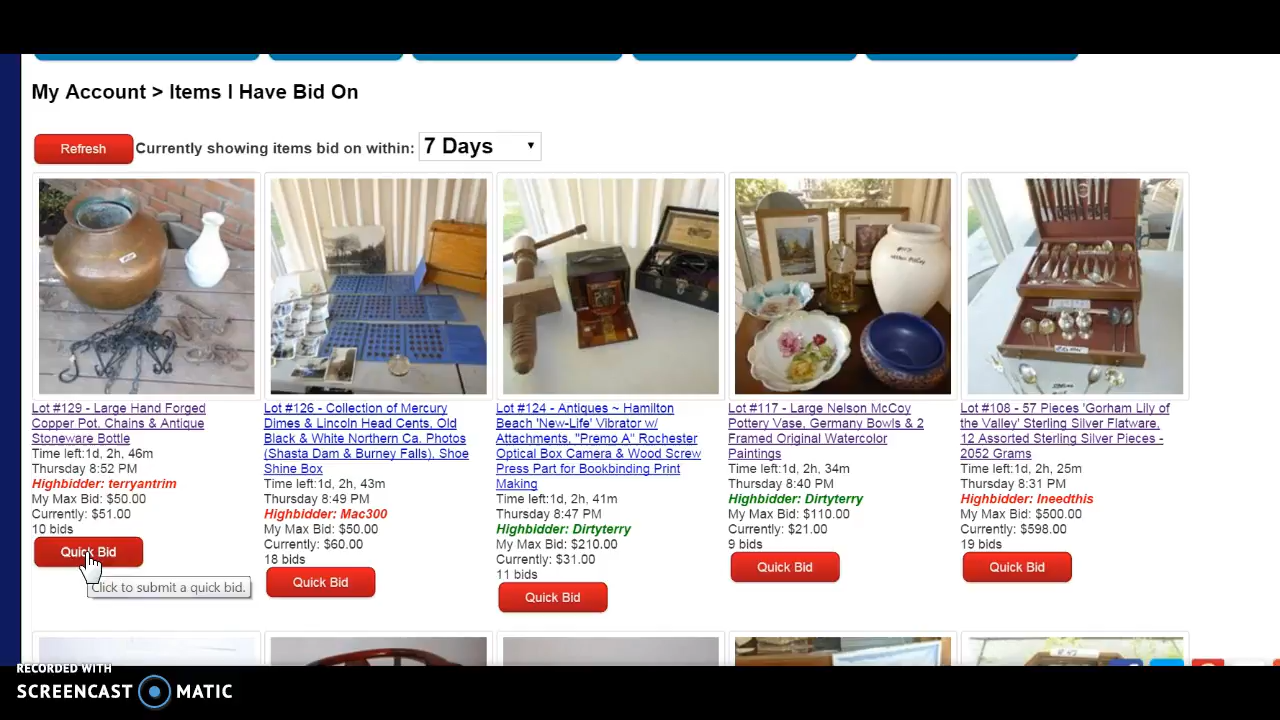 My Account > Items I Have Bid On
Refresh
Currently showing items bid on within:
7 Days
Lot #129 - Large Hand Forged
Copper Pot, Chains & Antique
Stoneware Bottle
Time left:1d, 2h, 46m
Thursday 8:52 PM
Highbidder: terryantrim
My Max Bid: $50.00
Currently: $51.00
10 bids
Quick Bid
Click to submit a quick bid.
Lot #126 - Collection of Mercury
Dimes & Lincoln Head Cents, Old
Black & White Northern Ca. Photos
(Shasta Dam & Burney Falls), Shoe
Shine Box
Time left:1d, 2h, 43m
Thursday 8:49 PM
Highbidder: Mac300
My Max Bid: $50.00
Currently: $60.00
18 bids
Quick Bid
Lot #124 - Antiques ~ Hamilton
Beach 'New-Life' Vibrator w/
Attachments, "Premo A" Rochester
Optical Box Camera & Wood Screw
Press Part for Bookbinding Print
Making
Time left:1d, 2h, 41m
Thursday 8:47 PM
Highbidder: Dirtyterry
My Max Bid: $210.00
Currently: $31.00
11 bids
Quick Bid
Lot #117 - Large Nelson McCoy
Pottery Vase, Germany Bowls & 2
Framed Original Watercolor
Paintings
Time left:1d, 2h, 34m
Thursday 8:40 PM
Highbidder: Dirtyterry
My Max Bid: $110.00
Currently: $21.00
9 bids
Quick Bid
Lot #108 - 57 Pieces 'Gorham Lily of
the Valley' Sterling Silver Flatware,
12 Assorted Sterling Silver Pieces -
2052 Grams
Time left:1d, 2h, 25m
Thursday 8:31 PM
Highbidder: Ineedthis
My Max Bid: $500.00
Currently: $598.00
19 bids
Quick Bid
RECORDED WITH
SCREENCAST MATIC